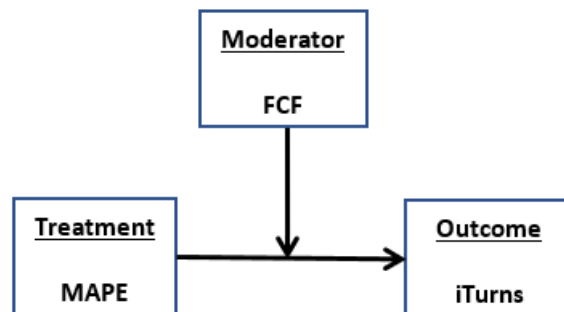 Moderator
FCF
Treatment
MAPE
Outcome
iTurns